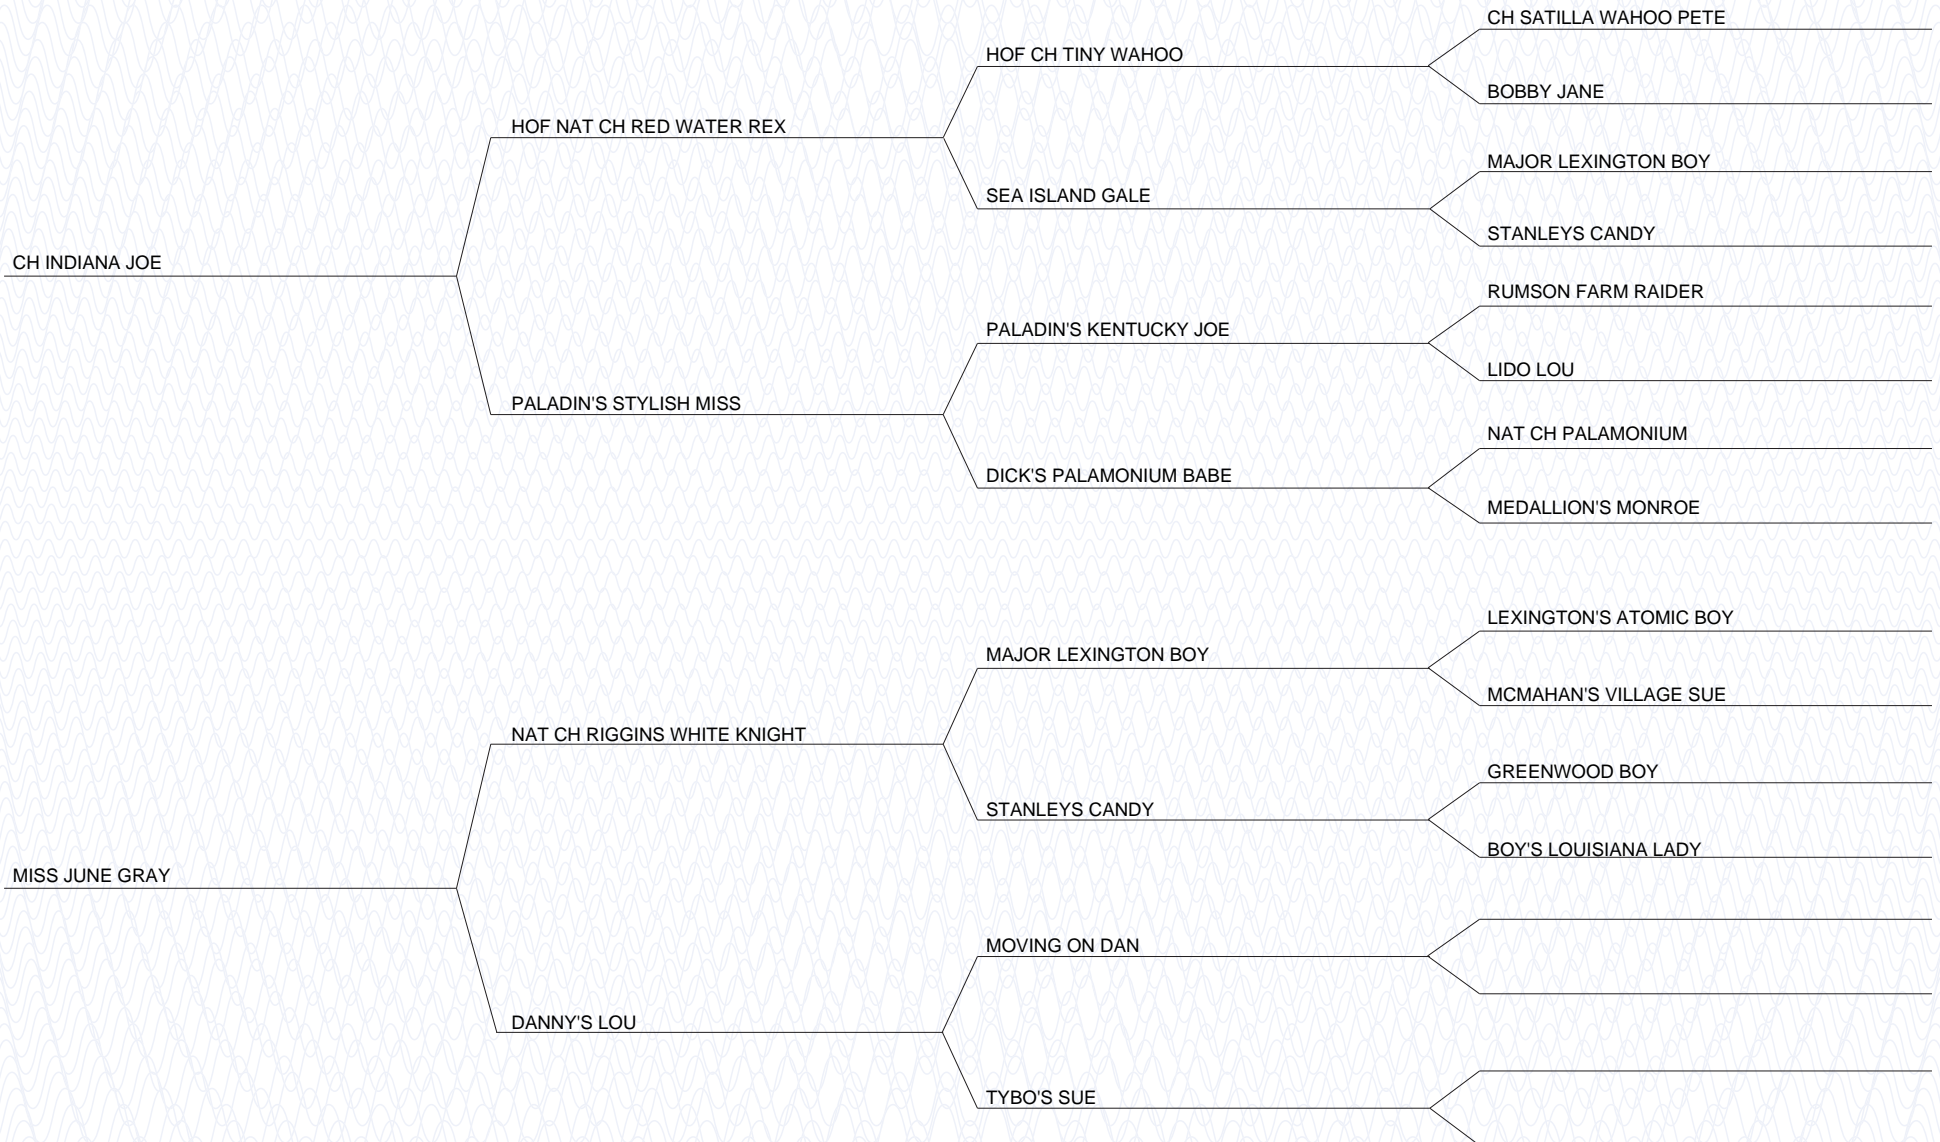 CH SATILLA WAHOO PETE
HOF CH TINY WAHOO
BOBBY JANE
HOF NAT CH RED WATER REX
MAJOR LEXINGTON BOY
SEA ISLAND GALE
STANLEYS CANDY
CH INDIANA JOE
RUMSON FARM RAIDER
PALADIN'S KENTUCKY JOE
LIDO LOU
PALADIN'S STYLISH MISS
NAT CH PALAMONIUM
DICK'S PALAMONIUM BABE
MEDALLION'S MONROE
LEXINGTON'S ATOMIC BOY
MAJOR LEXINGTON BOY
MCMAHAN'S VILLAGE SUE
NAT CH RIGGINS WHITE KNIGHT
GREENWOOD BOY
STANLEYS CANDY
BOY'S LOUISIANA LADY
MISS JUNE GRAY
MOVING ON DAN
DANNY'S LOU
TYBO'S SUE